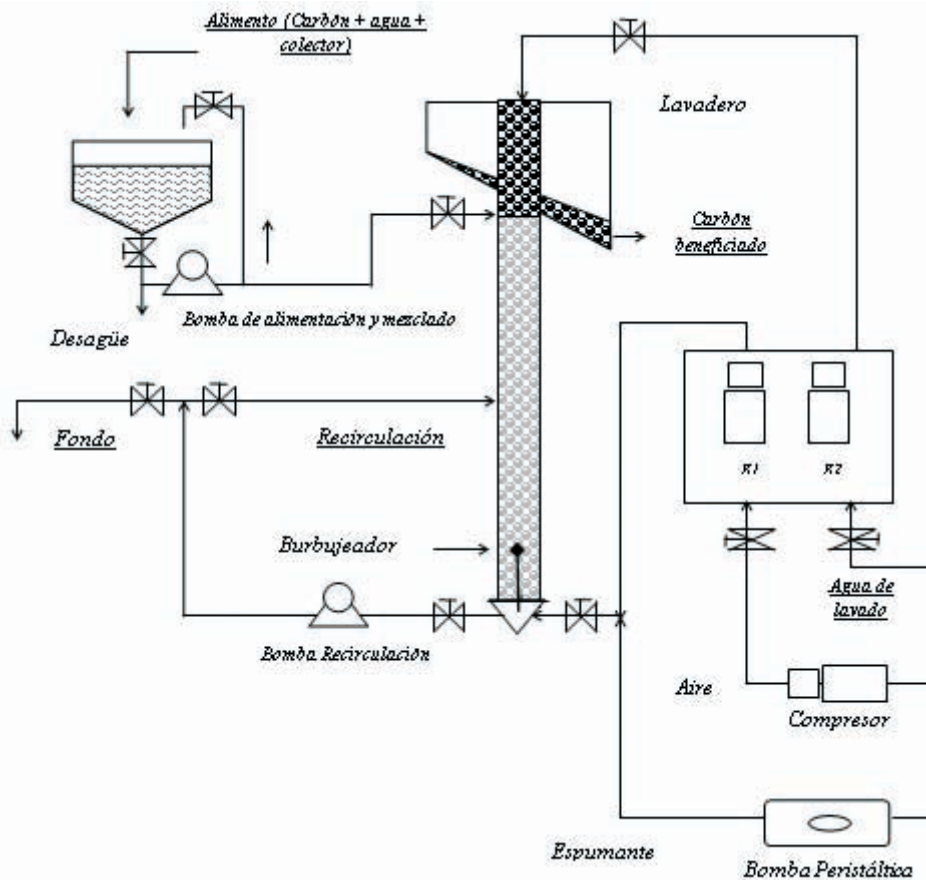 Alimento (Carbón + agua +
colector)
Lavadero
Carbón
beneficiado
Bomba de alimentación y mezclado
Desagüe
Fondo
Recirculación
R1
R2
Burbujeador
Agua de
lavado
Bomba Recirculación
Aire
Compresor
Espumante
Bomba Peristáltica